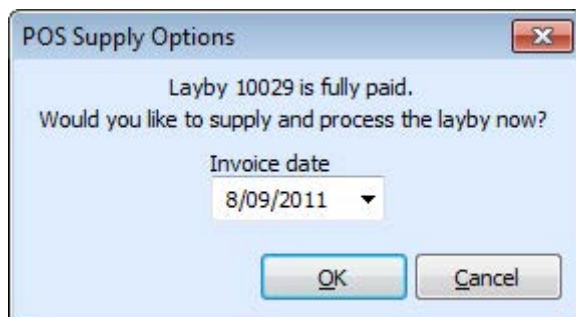 POS Supply Options
Layby 10029 is fully paid.
Would you like to supply and process the layby now?
Invoice date
8/09/2011
OK
Cancel